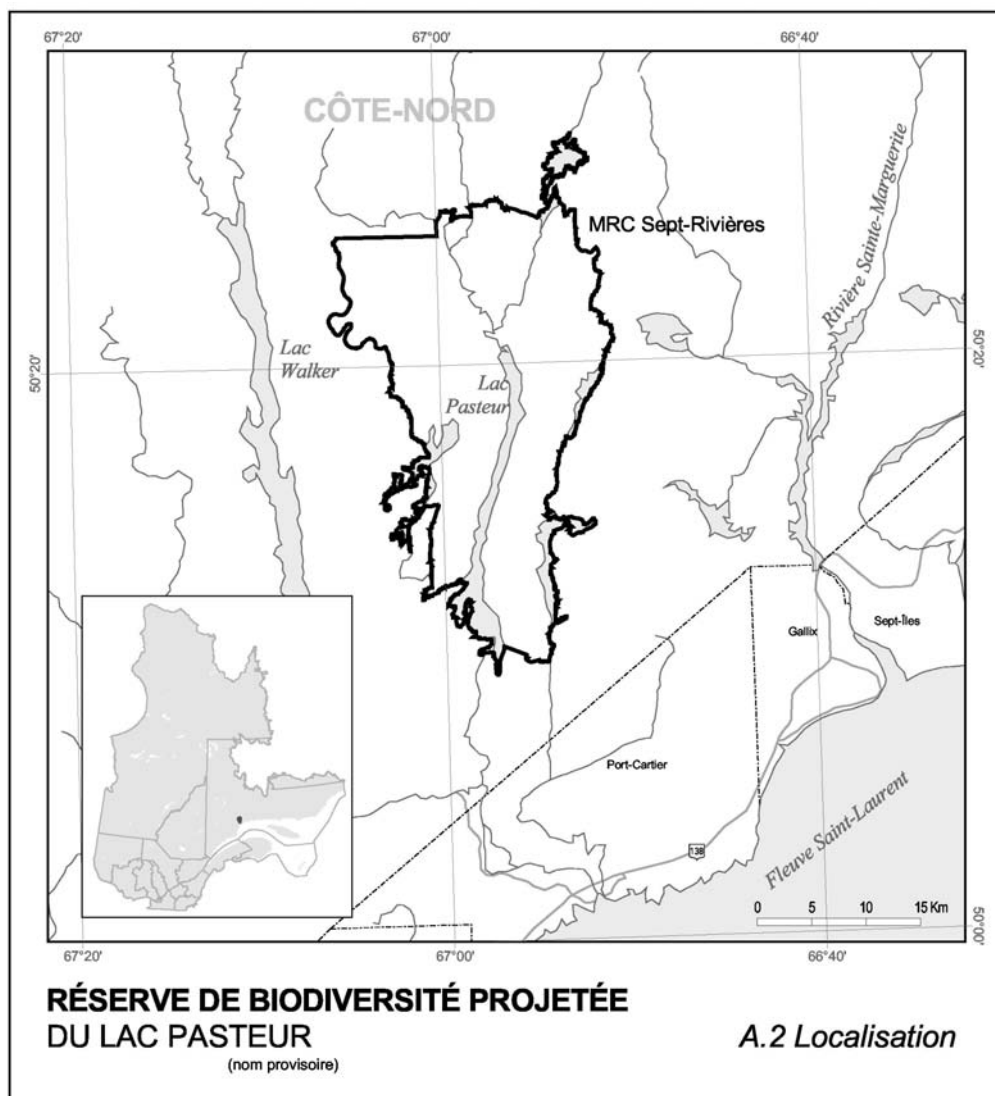 67°20'
67°00'
66°40'
CÔTE-NORD
MRC Sept-Rivières
Rivière Sainte-Marguerite
Lac
Walker
Lac
Pasteur
50°20'
50°20'
Sept-Îles
Gallix
Port-Cartier
138
Fleuve Saint-Laurent
0 5 10 15 Km
50°00'
67°20'
67°00'
66°40'
RÉSERVE DE BIODIVERSITÉ PROJETÉE
DU LAC PASTEUR
(nom provisoire)
A.2 Localisation